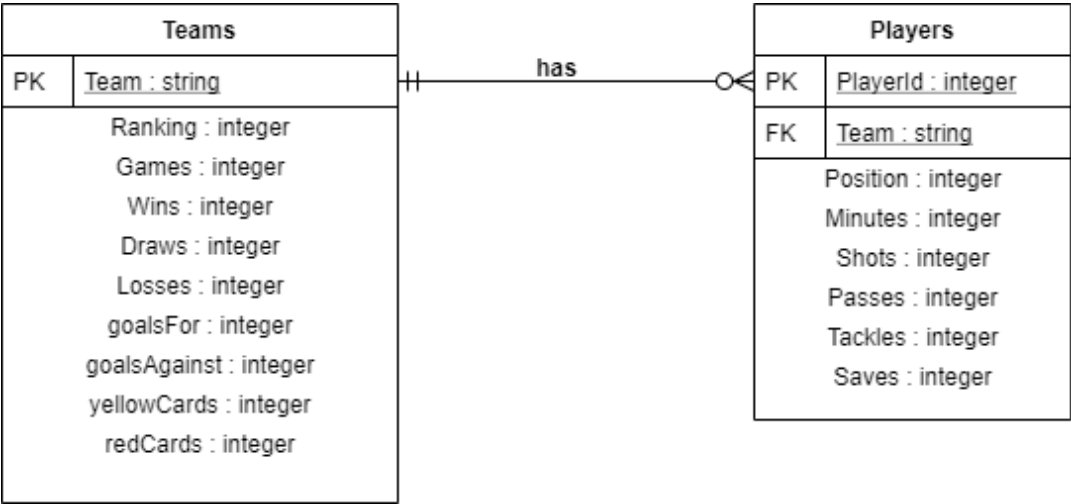 Teams
PK Team : string
Ranking : integer
Games : integer
Wins : integer
Draws : integer
Losses : integer
goalsFor : integer
goalsAgainst : integer
yellowCards : integer
redCards : integer
has
Players
PK PlayerId : integer
FK Team : string
Position : integer
Minutes : integer
Shots : integer
Passes : integer
Tackles : integer
Saves : integer